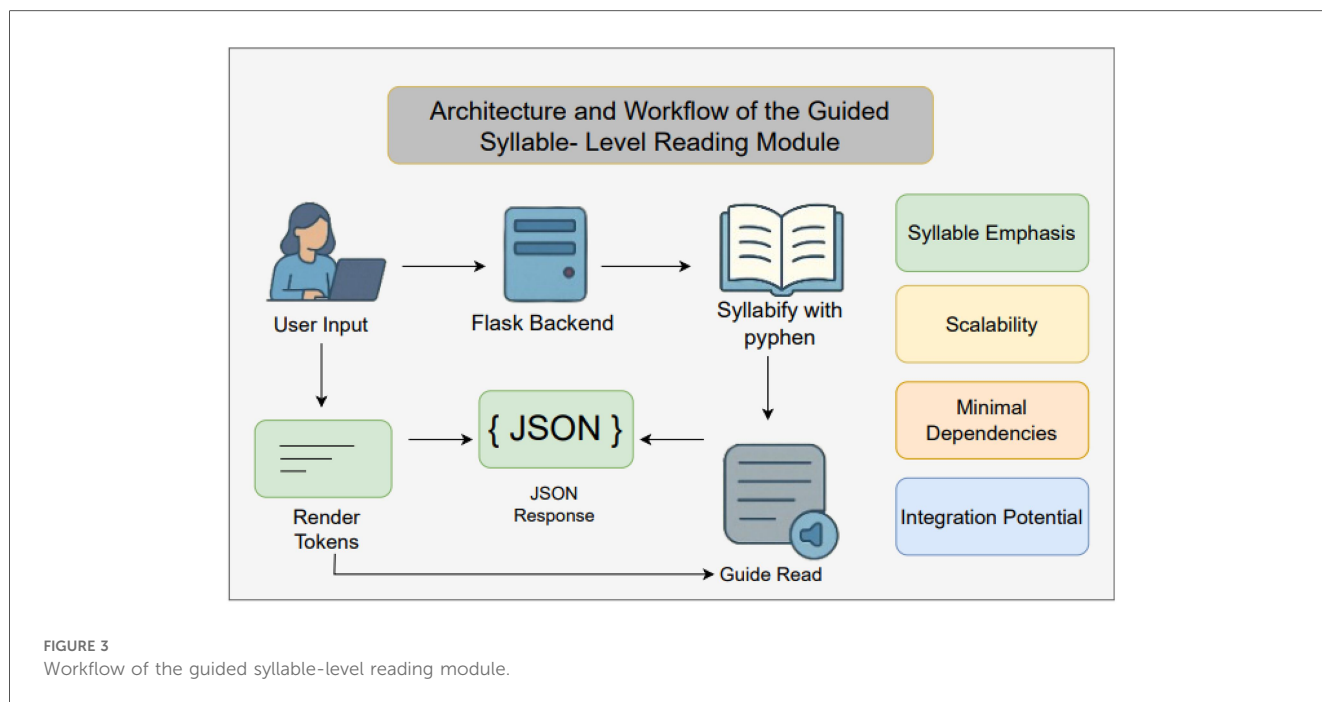 Architecture and Workflow of the Guided
Syllable- Level Reading Module
User Input
Flask Backend
Syllabify with
pyphen
Syllable Emphasis
Scalability
Minimal
Dependencies
Integration Potential
Render
Tokens
{ JSON }
JSON
Response
Guide Read
FIGURE 3
Workflow of the guided syllable-level reading module.